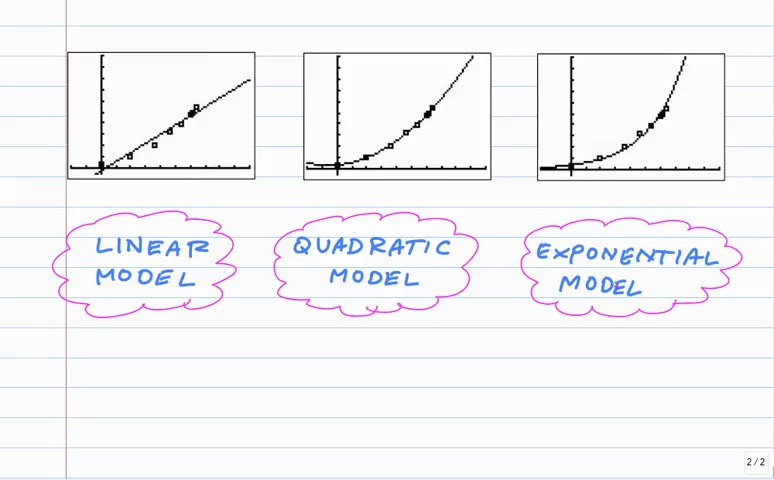 LINEAR
MODEL
QUADRATIC
MODEL
EXPONENTIAL
MODEL
2/2